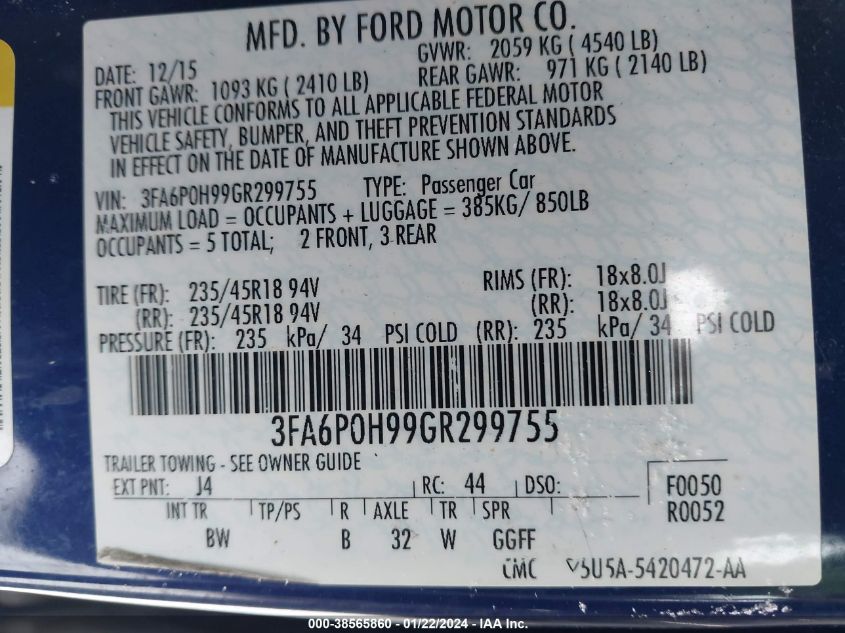 MFD. BY FORD MOTOR CO.
DATE: 12/15 GVWR: 2059 KG ( 4540 LB)
FRONT GAWR: 1093 KG ( 2410 LB) REAR GAWR: 971 KG ( 2140 LB)
THIS VEHICLE CONFORMS TO ALL APPLICABLE FEDERAL MOTOR
VEHICLE SAFETY, BUMPER, AND THEFT PREVENTION STANDARDS
IN EFFECT ON THE DATE OF MANUFACTURE SHOWN ABOVE.
VIN: 3FA6P0H99GR299755 TYPE: Passenger Car
MAXIMUM LOAD = OCCUPANTS + LUGGAGE = 385KG/ 850LB
OCCUPANTS = 5 TOTAL; 2 FRONT, 3 REAR
TIRE (FR): 235/45R18 94V RIMS (FR): 18x8.0J
(RR): 235/45R18 94V (RR): 18x8.0J
PRESSURE (FR): 235 kPa/ 34 PSI COLD (RR): 235 kPa/ 34 PSI COLD
3FA6P0H99GR299755
TRAILER TOWING - SEE OWNER GUIDE
EXT PNT: J4 RC: 44 DSO: F0050
INT TR TP/PS R AXLE TR SPR R0052
BW B 32 W GGFF
CMC 5U5A-5420472-AA
000-38565860 - 01/22/2024 - IAA Inc.